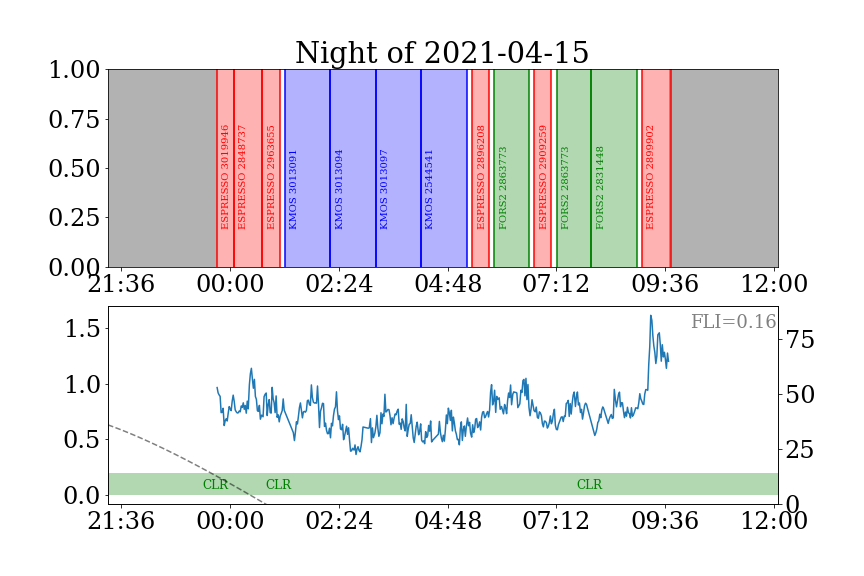 Night of 2021-04-15
1.00
0.75
0.50
0.25
0.00
ESPRESSO 3019946
ESPRESSO 2848737
ESPRESSO 2963655
KMOS 3013091
KMOS 3013094
KMOS 3013097
KMOS 2544541
ESPRESSO 2896208
FORS2 2863773
ESPRESSO 2909259
FORS2 2863773
FORS2 2831448
ESPRESSO 2899902
21:36 00:00 02:24 04:48 07:12 09:36 12:00
FLI=0.16
1.5
1.0
0.5
0.0
75
50
25
0
CLR CLR CLR
21:36 00:00 02:24 04:48 07:12 09:36 12:00